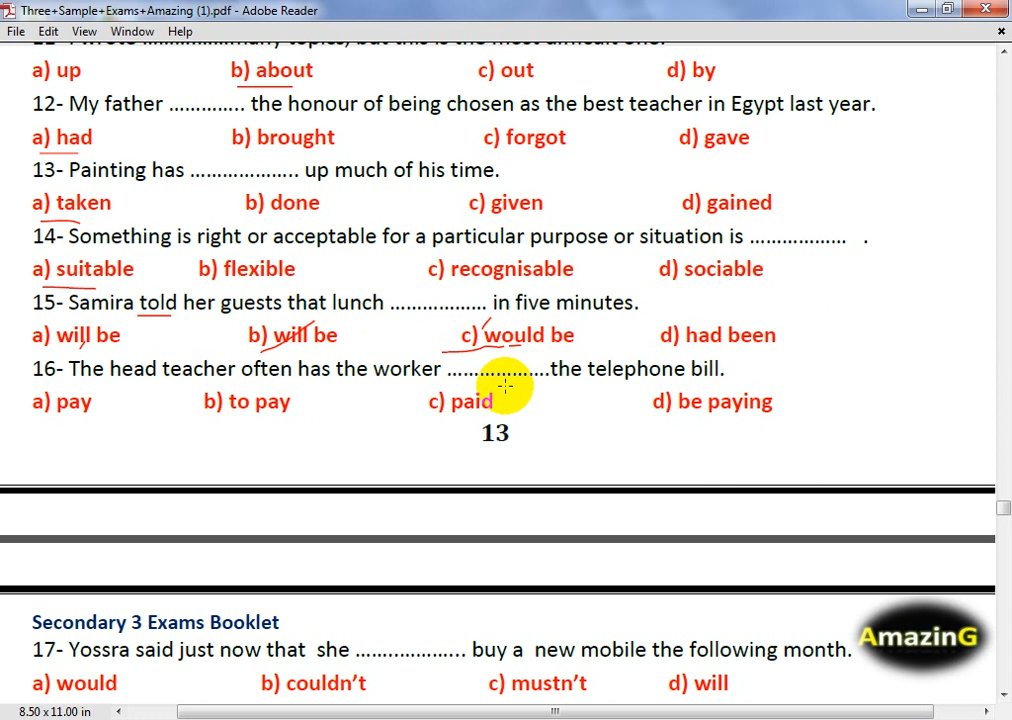 Three+Sample+Exams+Amazing (1).pdf - Adobe Reader
File Edit View Window Help
a) up b) about c) out d) by
12- My father ………….. the honour of being chosen as the best teacher in Egypt last year.
a) had b) brought c) forgot d) gave
13- Painting has ……………….. up much of his time.
a) taken b) done c) given d) gained
14- Something is right or acceptable for a particular purpose or situation is ……………… .
a) suitable b) flexible c) recognisable d) sociable
15- Samira told her guests that lunch ……………… in five minutes.
a) will be b) will be c) would be d) had been
16- The head teacher often has the worker ……………….the telephone bill.
a) pay b) to pay c) paid d) be paying
13
Secondary 3 Exams Booklet
AmazinG
17- Yossra said just now that she ……………….. buy a new mobile the following month.
a) would b) couldn’t c) mustn’t d) will
8.50 x 11.00 in